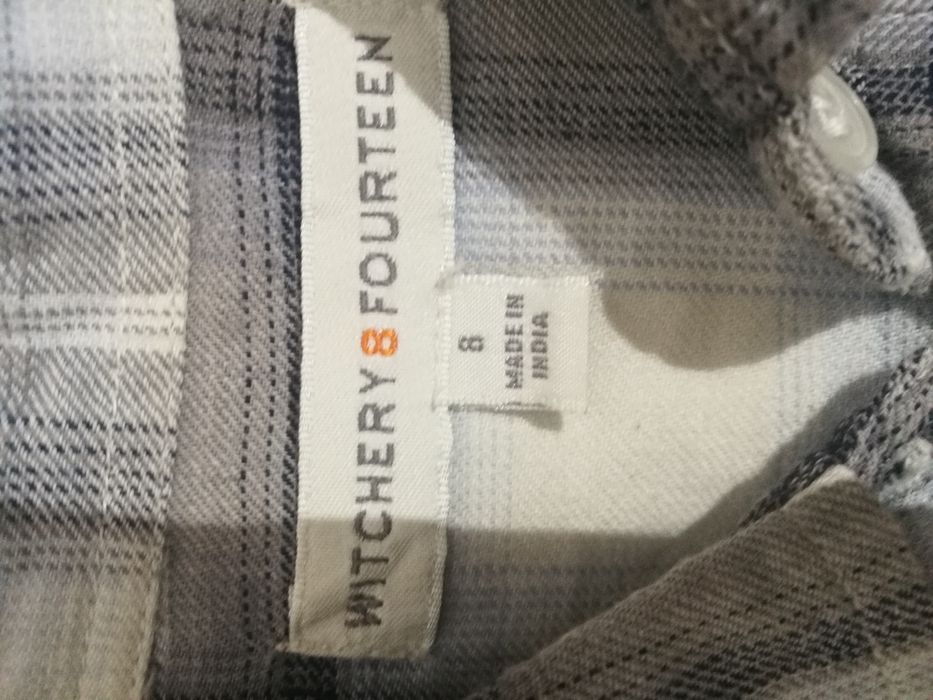 WITCHERY 8 FOURTEEN
8
MADE IN
INDIA